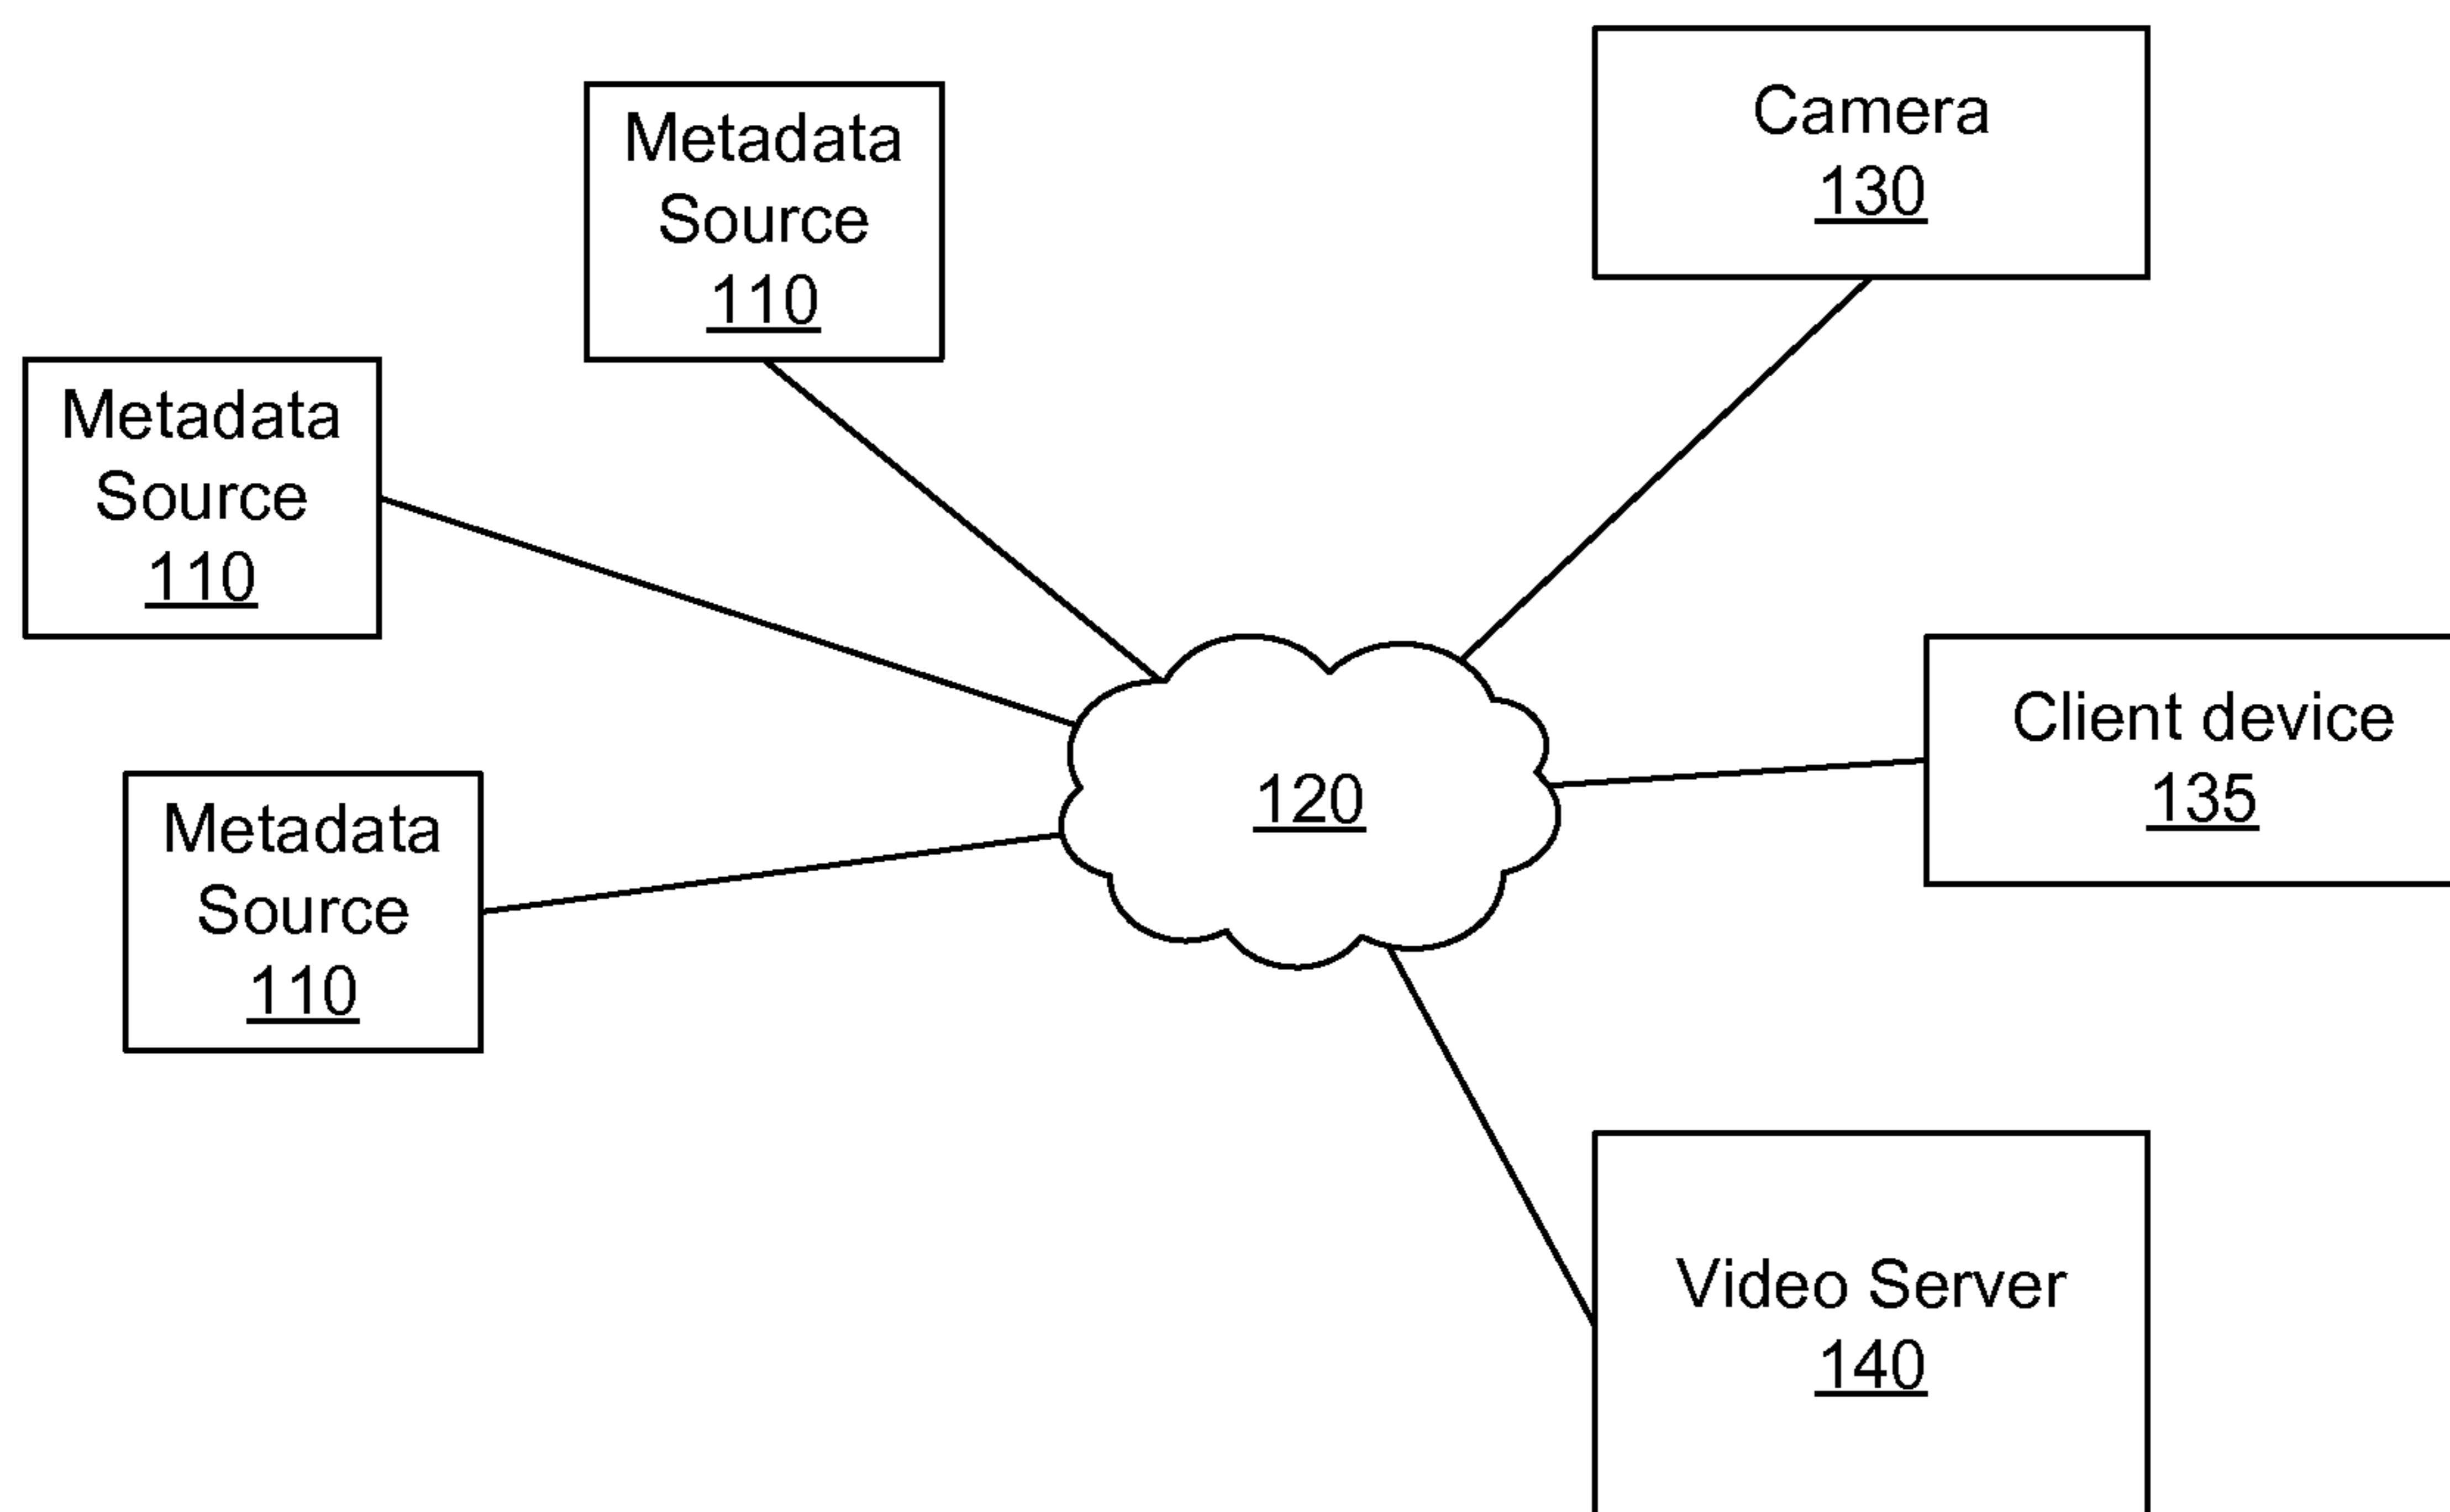 Metadata
Source
110
Camera
130
Metadata
Source
110
Client device
135
120
Metadata
Source
110
Video Server
140